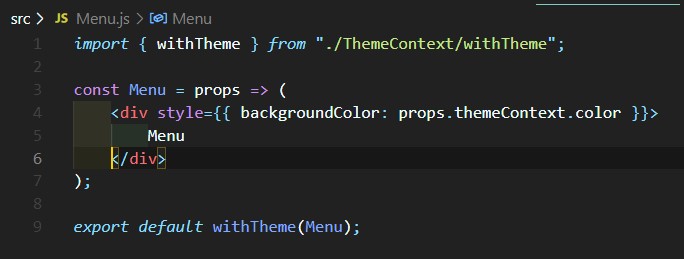 src > JS Menu.js > Menu
1 import { withTheme } from "./ThemeContext/withTheme";
2
3 const Menu = props => (
4     <div style={{ backgroundColor: props.themeContext.color }}>
5         Menu
6     </div>
7 );
8
9 export default withTheme(Menu);